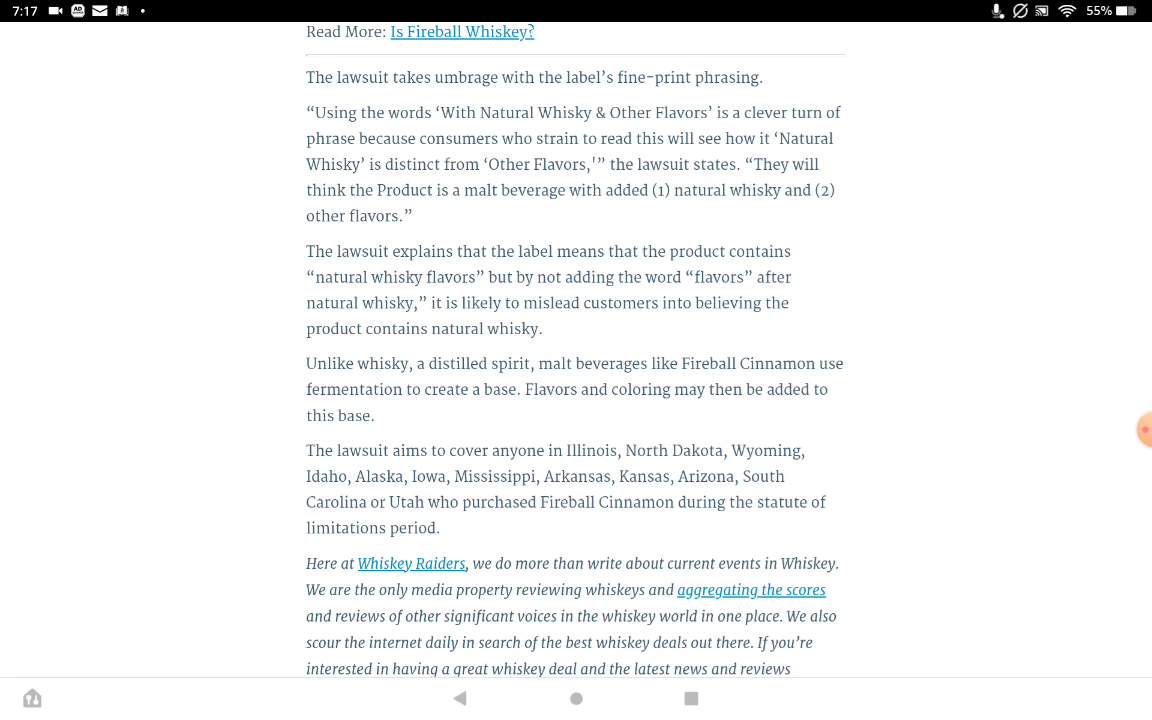 7:17
55%
Read More: Is Fireball Whiskey?
The lawsuit takes umbrage with the label’s fine-print phrasing.
“Using the words ‘With Natural Whisky & Other Flavors’ is a clever turn of
phrase because consumers who strain to read this will see how it ‘Natural
Whisky’ is distinct from ‘Other Flavors,'” the lawsuit states. “They will
think the Product is a malt beverage with added (1) natural whisky and (2)
other flavors.”
The lawsuit explains that the label means that the product contains
“natural whisky flavors” but by not adding the word “flavors” after
natural whisky,” it is likely to mislead customers into believing the
product contains natural whisky.
Unlike whisky, a distilled spirit, malt beverages like Fireball Cinnamon use
fermentation to create a base. Flavors and coloring may then be added to
this base.
The lawsuit aims to cover anyone in Illinois, North Dakota, Wyoming,
Idaho, Alaska, Iowa, Mississippi, Arkansas, Kansas, Arizona, South
Carolina or Utah who purchased Fireball Cinnamon during the statute of
limitations period.
Here at Whiskey Raiders, we do more than write about current events in Whiskey.
We are the only media property reviewing whiskeys and aggregating the scores
and reviews of other significant voices in the whiskey world in one place. We also
scour the internet daily in search of the best whiskey deals out there. If you’re
interested in having a great whiskey deal and the latest news and reviews